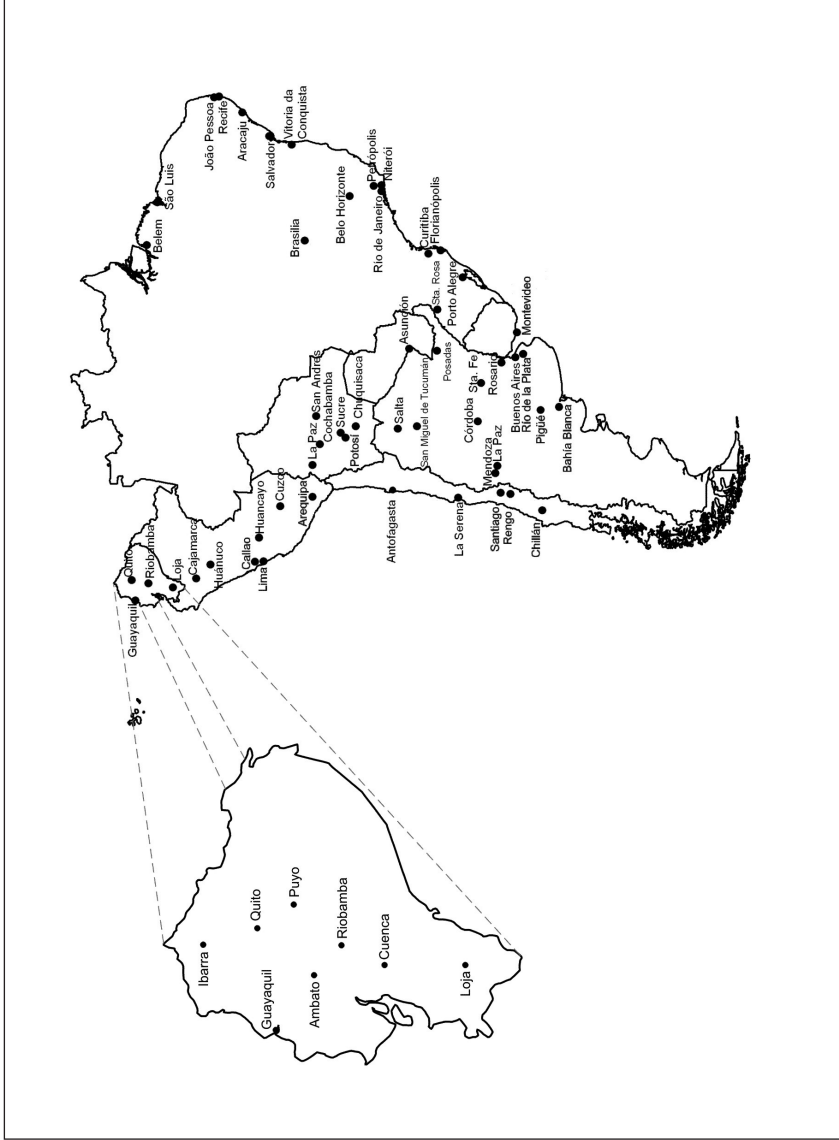 Ibarra
Quito
Puyo
Guayaquil
Ambato
Riobamba
Cuenca
Loja
Guayaquil
Quito
Riobamba
Loja
Cajamarca
Huánuco
Callao
Lima
Huancayo
Cuzco
Arequipa
La Paz
San Andrés
Cochabamba
Sucre
Potosí
Chuquisaca
Belem
São Luis
João Pessoa
Recife
Aracaju
Salvador
Vitoria da
Conquista
Brasilia
Belo Horizonte
Petrópolis
Niterói
Rio de Janeiro
Curitiba
Florianópolis
Sta. Rosa
Porto Alegre
Asunción
Posadas
Montevideo
Salta
San Miguel de Tucumán
Córdoba
Sta. Fe
Rosario
Buenos Aires
Río de la Plata
Mendoza
La Paz
Pigüé
Bahía Blanca
Antofagasta
La Serena
Santiago
Rengo
Chillán